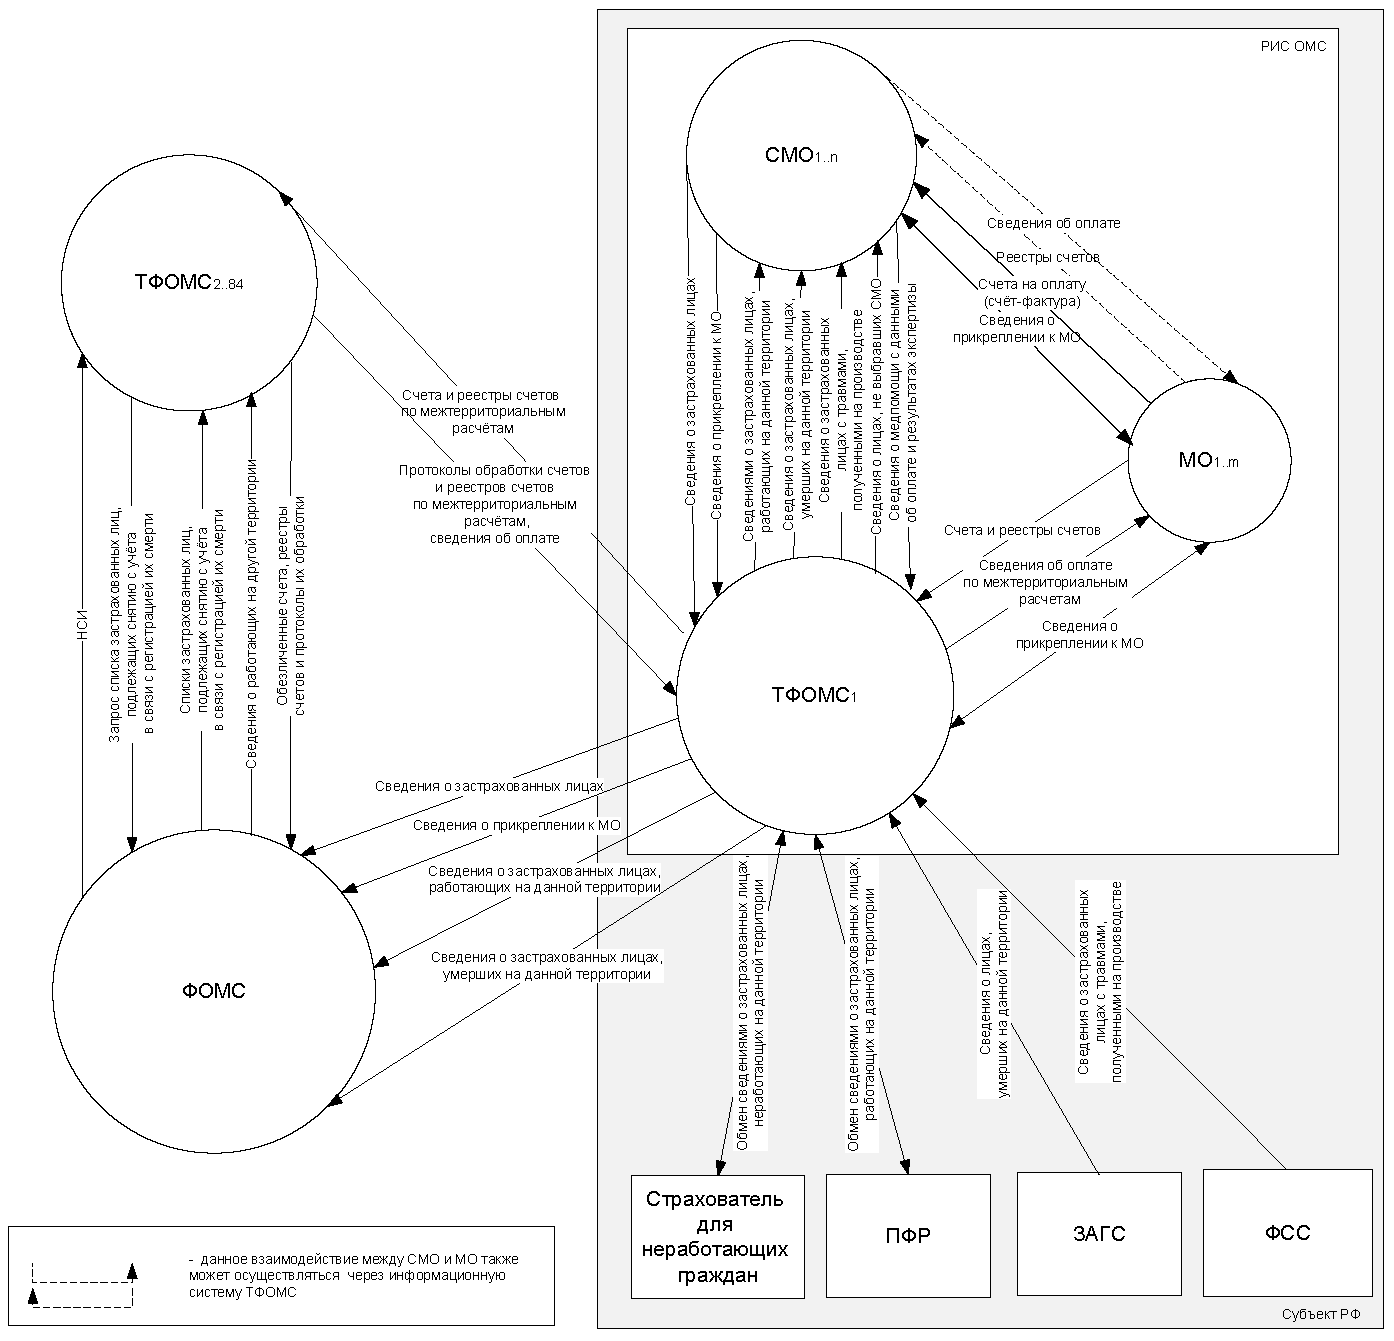 РИС ОМС
СМО1..n
ТФОМС2..84
МО1..m
ТФОМС1
ФОМС
Сведения об оплате
Реестры счетов
Счета на оплату
(счёт-фактура)
Сведения о
прикреплении к МО
Сведения о застрахованных лицах
Сведения о прикреплении к МО
Сведениями о застрахованных лицах,
работающих на данной территории
Сведения о застрахованных лицах,
умерших на данной территории
Сведения о застрахованных
лицах с травмами,
полученными на производстве
Сведения о лицах, не выбравших СМО
Сведения о медпомощи с данными
об оплате и результатах экспертизы
Счета и реестры счетов
по межтерриториальным
расчётам
Протоколы обработки счетов
и реестров счетов
по межтерриториальным
расчётам,
сведения об оплате
Счета и реестры счетов
Сведения об оплате
по межтерриториальным
расчетам
Сведения о
прикреплении к МО
НСИ
Запрос списка застрахованных лиц,
подлежащих снятию с учёта
в связи с регистрацией их смерти
Списки застрахованных лиц,
подлежащих снятию с учёта
в связи с регистрацией их смерти
Сведения о работающих на другой территории
Обезличенные счета, реестры
счетов и протоколы их обработки
Сведения о застрахованных лицах
Сведения о прикреплении к МО
Сведения о застрахованных лицах,
работающих на данной территории
Сведения о застрахованных лицах,
умерших на данной территории
Обмен сведениями о застрахованных лицах,
неработающих на данной территории
Обмен сведениями о застрахованных лицах,
работающих на данной территории
Сведения о лицах,
умерших на данной территории
Сведения о застрахованных
лицах с травмами,
полученными на производстве
Страхователь
для
неработающих
граждан
ПФР
ЗАГС
ФСС
- данное взаимодействие между СМО и МО также
может осуществляться через информационную
систему ТФОМС
Субъект РФ